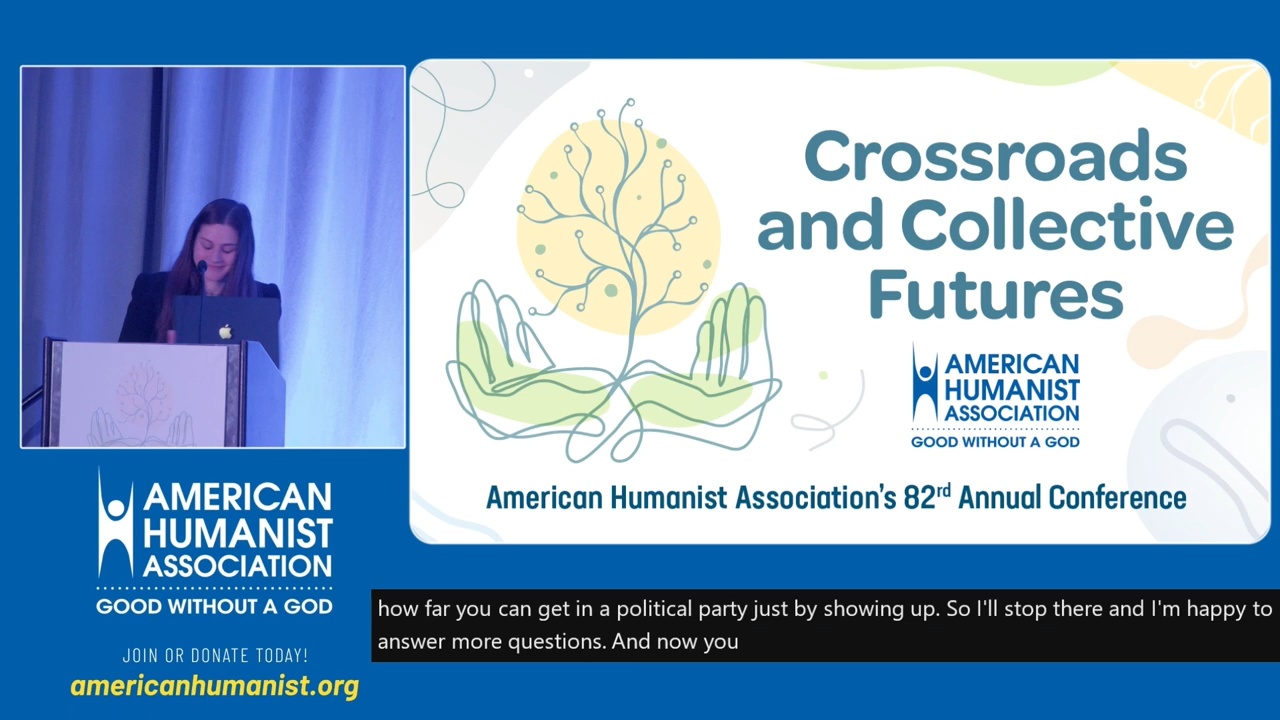 Crossroads
and Collective
Futures
AMERICAN
HUMANIST
ASSOCIATION
GOOD WITHOUT A GOD
American Humanist Association's 82rd Annual Conference
AMERICAN
HUMANIST
ASSOCIATION
GOOD WITHOUT A GOD
JOIN OR DONATE TODAY!
americanhumanist.org
how far you can get in a political party just by showing up. So I'll stop there and I'm happy to
answer more questions. And now you